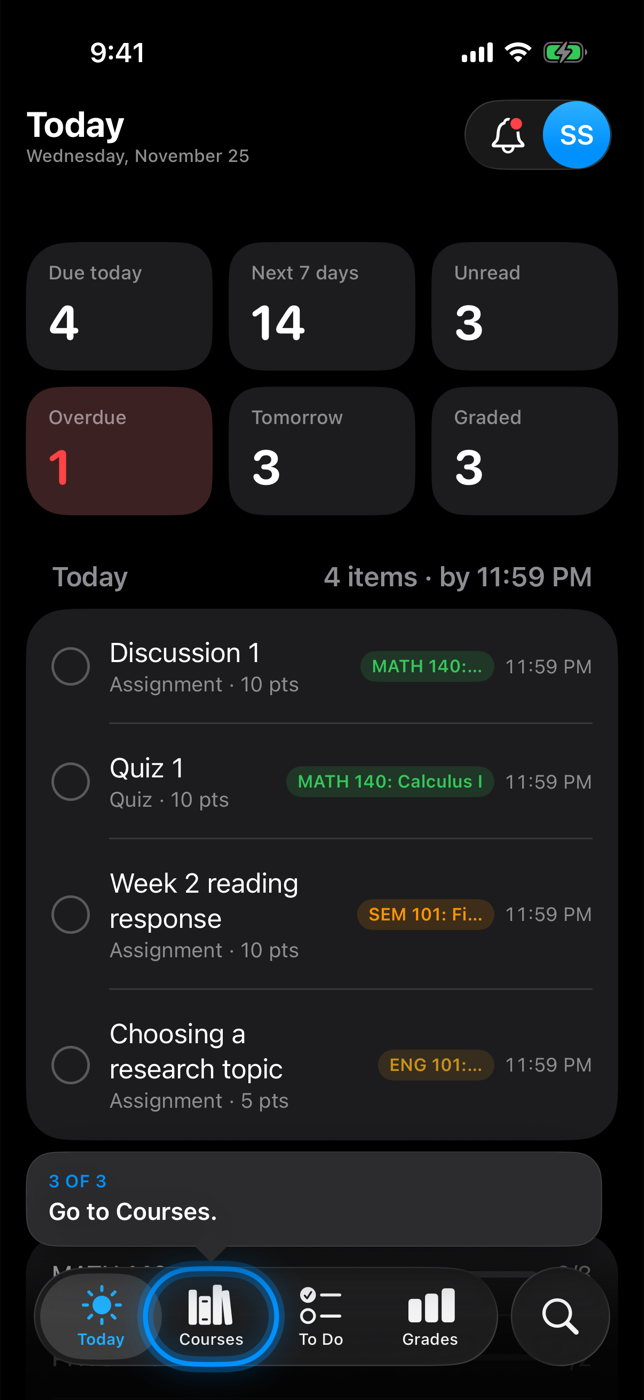 9:41
Today
Wednesday, November 25
SS
Due today
Next 7 days
Unread
4
14
3
Overdue
Tomorrow
Graded
1
3
3
Today
4 items · by 11:59 PM
Discussion 1
Assignment · 10 pts
MATH 140:...
11:59 PM
Quiz 1
Quiz · 10 pts
MATH 140: Calculus I
11:59 PM
Week 2 reading
response
Assignment · 10 pts
SEM 101: Fi...
11:59 PM
Choosing a
research topic
Assignment · 5 pts
ENG 101:...
11:59 PM
3 OF 3
Go to Courses.
Today
Courses
To Do
Grades